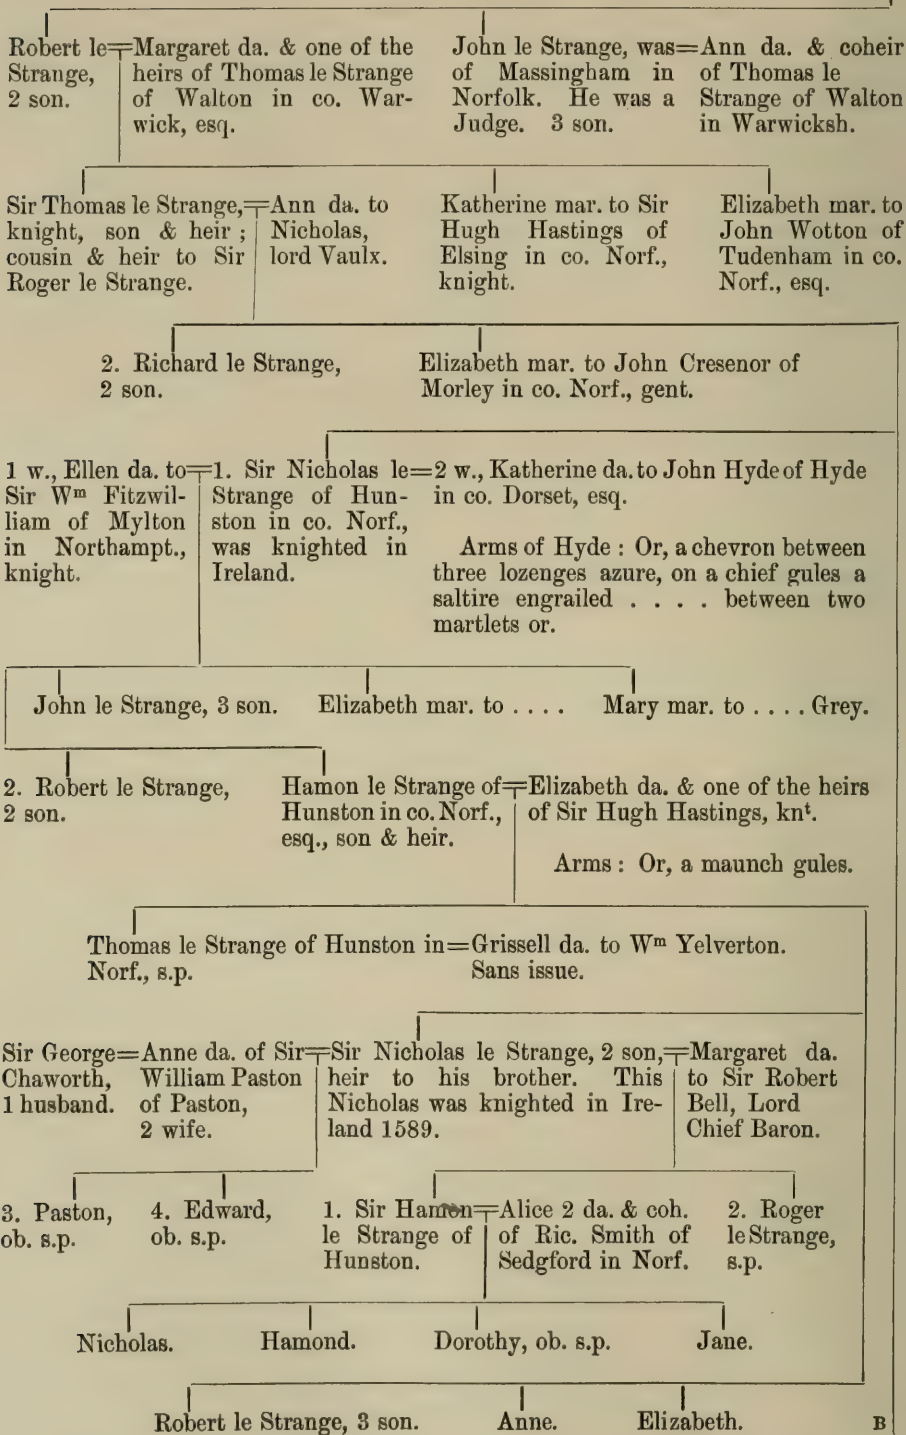 Robert le=Margaret da. & one of the
Strange, heirs of Thomas le Strange
2 son. of Walton in co. War-
wick, esq.
John le Strange, was=Ann da. & coheir
of Massingham in of Thomas le
Norfolk. He was a Strange of Walton
Judge. 3 son. in Warwicksh.
Sir Thomas le Strange,=Ann da. to
knight, son & heir; Nicholas,
cousin & heir to Sir lord Vaulx.
Roger le Strange.
Katherine mar. to Sir
Hugh Hastings of
Elsing in co. Norf.,
knight.
Elizabeth mar. to
John Wotton of
Tudenham in co.
Norf., esq.
2. Richard le Strange,
2 son.
Elizabeth mar. to John Cresenor of
Morley in co. Norf., gent.
1 w., Ellen da. to=1. Sir Nicholas le=2 w., Katherine da. to John Hyde of Hyde
Sir Wm Fitzwil- Strange of Hun- in co. Dorset, esq.
liam of Mylton ston in co. Norf.,
in Northampt., was knighted in
knight. Ireland.
Arms of Hyde : Or, a chevron between
three lozenges azure, on a chief gules a
saltire engrailed . . . . between two
martlets or.
John le Strange, 3 son. Elizabeth mar. to . . . . Mary mar. to . . . . Grey.
2. Robert le Strange,
2 son.
Hamon le Strange of=Elizabeth da. & one of the heirs
Hunston in co. Norf., of Sir Hugh Hastings, knt.
esq., son & heir.
Arms : Or, a maunch gules.
Thomas le Strange of Hunston in=Grissell da. to Wm Yelverton.
Norf., s.p. Sans issue.
Sir George=Anne da. of Sir=Sir Nicholas le Strange, 2 son,=Margaret da.
Chaworth, William Paston heir to his brother. This to Sir Robert
1 husband. of Paston, Nicholas was knighted in Ire- Bell, Lord
2 wife. land 1589. Chief Baron.
3. Paston, 4. Edward, 1. Sir Hamon=Alice 2 da. & coh. 2. Roger
ob. s.p. ob. s.p. le Strange of of Ric. Smith of le Strange,
Hunston. Sedgford in Norf. s.p.
Nicholas. Hamond. Dorothy, ob. s.p. Jane.
Robert le Strange, 3 son. Anne. Elizabeth. B